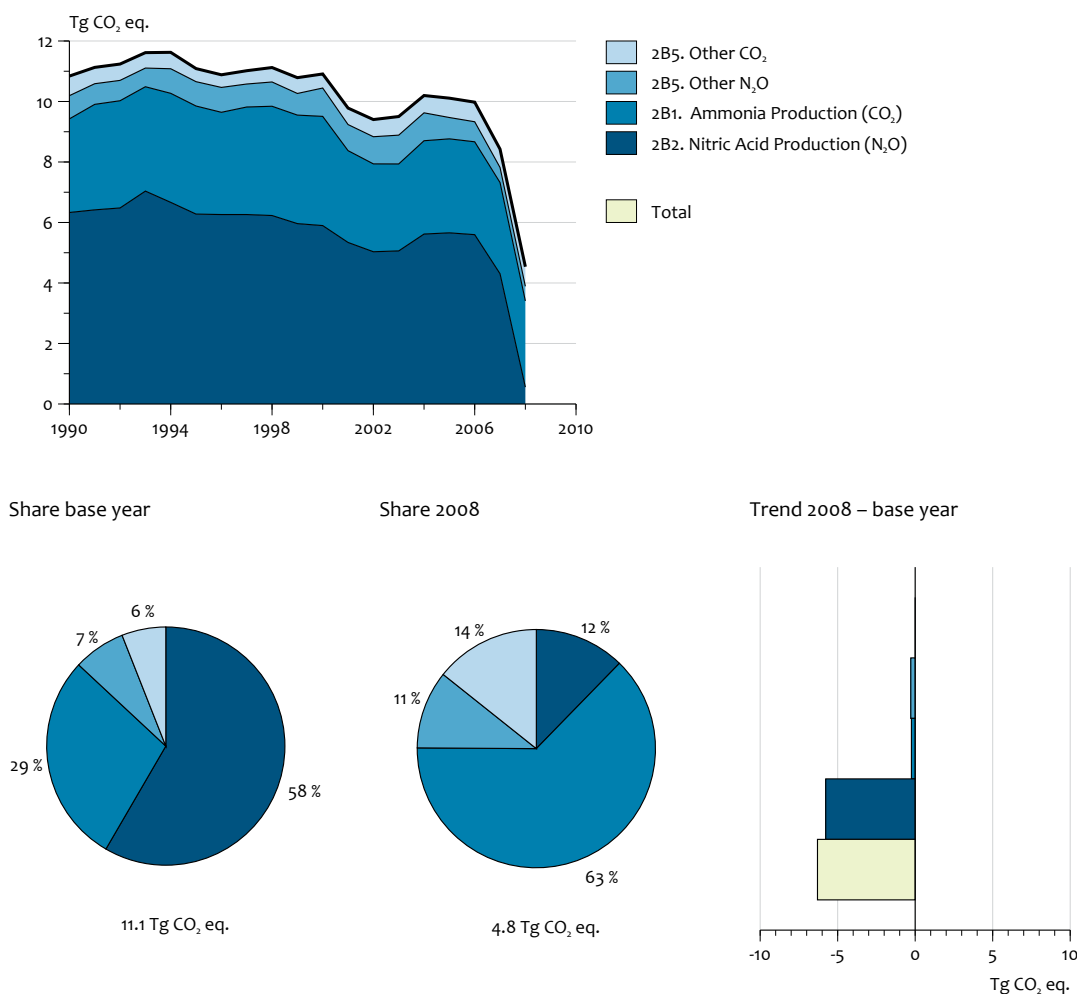 Tg CO₂ eq.
12
10
8
6
4
2
0
1990 1994 1998 2002 2006 2010
2B5. Other CO₂
2B5. Other N₂O
2B1. Ammonia Production (CO₂)
2B2. Nitric Acid Production (N₂O)
Total
Share base year
6 %
7 %
29 %
58 %
11.1 Tg CO₂ eq.
Share 2008
14 %
12 %
11 %
63 %
4.8 Tg CO₂ eq.
Trend 2008 – base year
-10 -5 0 5 10
Tg CO₂ eq.